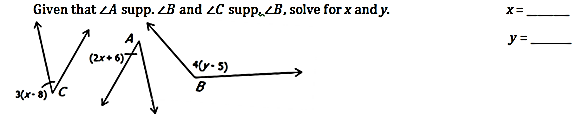 Given that ∠A supp. ∠B and ∠C supp. ∠B, solve for x and y.
x = ______
y = ______
A
(2x + 6)
4(y - 5)
B
3(x - 8)
C